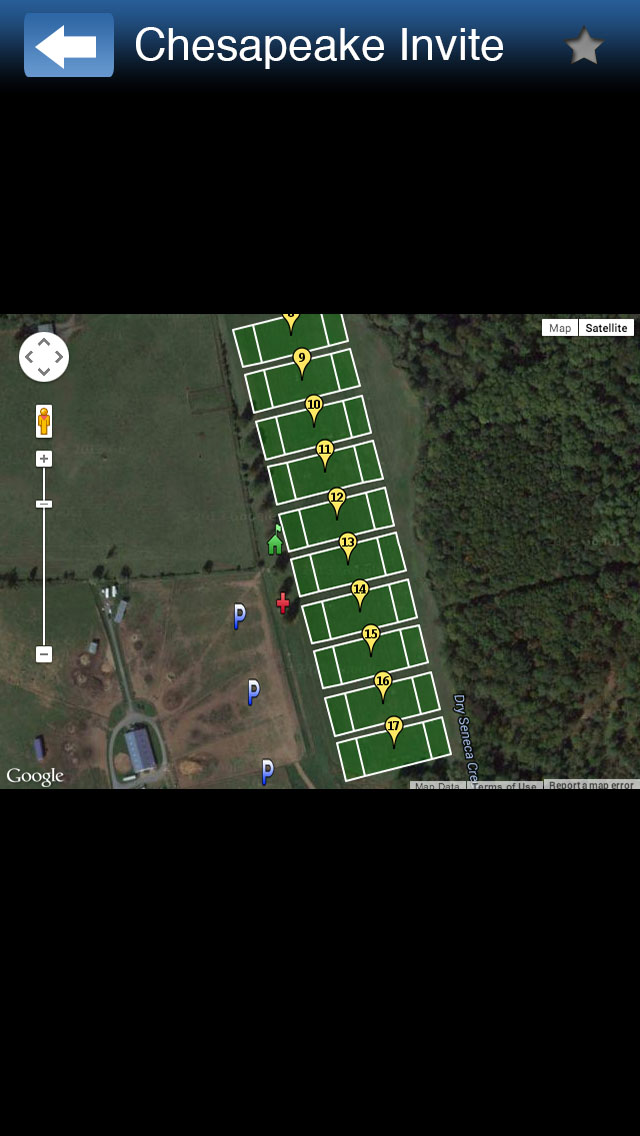 Chesapeake Invite
Map Satellite
8
9
10
11
12
13
14
15
16
17
P
P
P
+
-
Dry Seneca Cre
Google
Map Data Terms of Use Report a map error